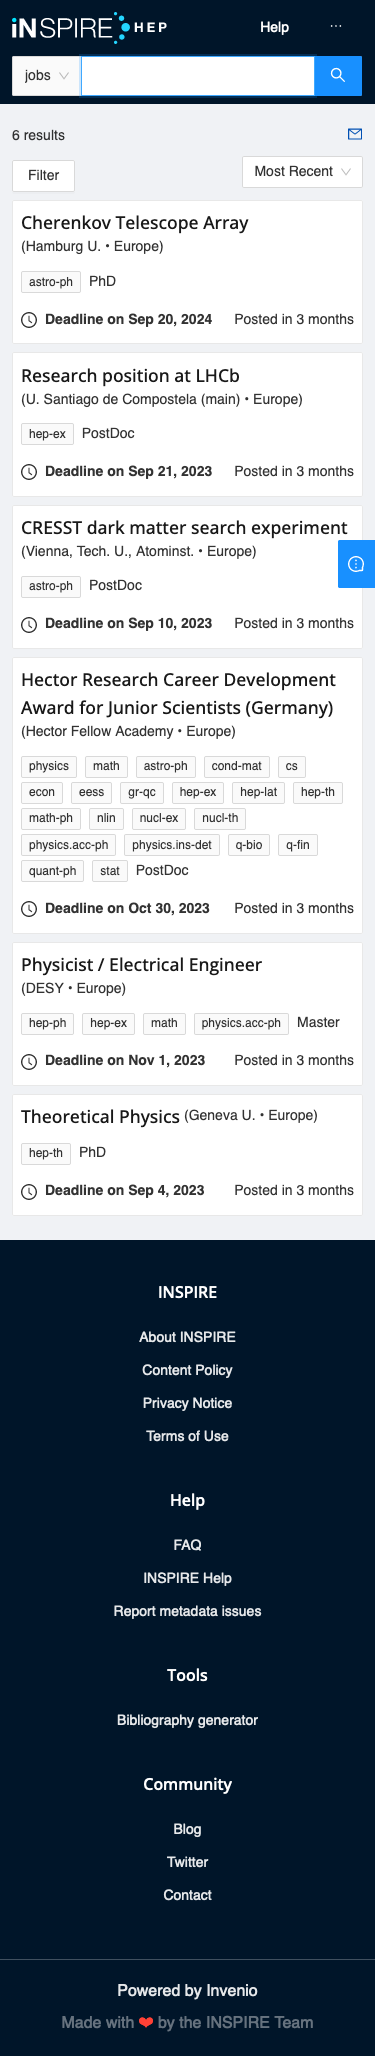 iNSPIRE HEP
Help
···
jobs
6 results
Filter
Most Recent
Cherenkov Telescope Array
(Hamburg U. • Europe)
astro-ph PhD
Deadline on Sep 20, 2024 Posted in 3 months
Research position at LHCb
(U. Santiago de Compostela (main) • Europe)
hep-ex PostDoc
Deadline on Sep 21, 2023 Posted in 3 months
CRESST dark matter search experiment
(Vienna, Tech. U., Atominst. • Europe)
astro-ph PostDoc
Deadline on Sep 10, 2023 Posted in 3 months
Hector Research Career Development
Award for Junior Scientists (Germany)
(Hector Fellow Academy • Europe)
physics math astro-ph cond-mat cs
econ eess gr-qc hep-ex hep-lat hep-th
math-ph nlin nucl-ex nucl-th
physics.acc-ph physics.ins-det q-bio q-fin
quant-ph stat PostDoc
Deadline on Oct 30, 2023 Posted in 3 months
Physicist / Electrical Engineer
(DESY • Europe)
hep-ph hep-ex math physics.acc-ph Master
Deadline on Nov 1, 2023 Posted in 3 months
Theoretical Physics (Geneva U. • Europe)
hep-th PhD
Deadline on Sep 4, 2023 Posted in 3 months
INSPIRE
About INSPIRE
Content Policy
Privacy Notice
Terms of Use
Help
FAQ
INSPIRE Help
Report metadata issues
Tools
Bibliography generator
Community
Blog
Twitter
Contact
Powered by Invenio
Made with ❤ by the INSPIRE Team